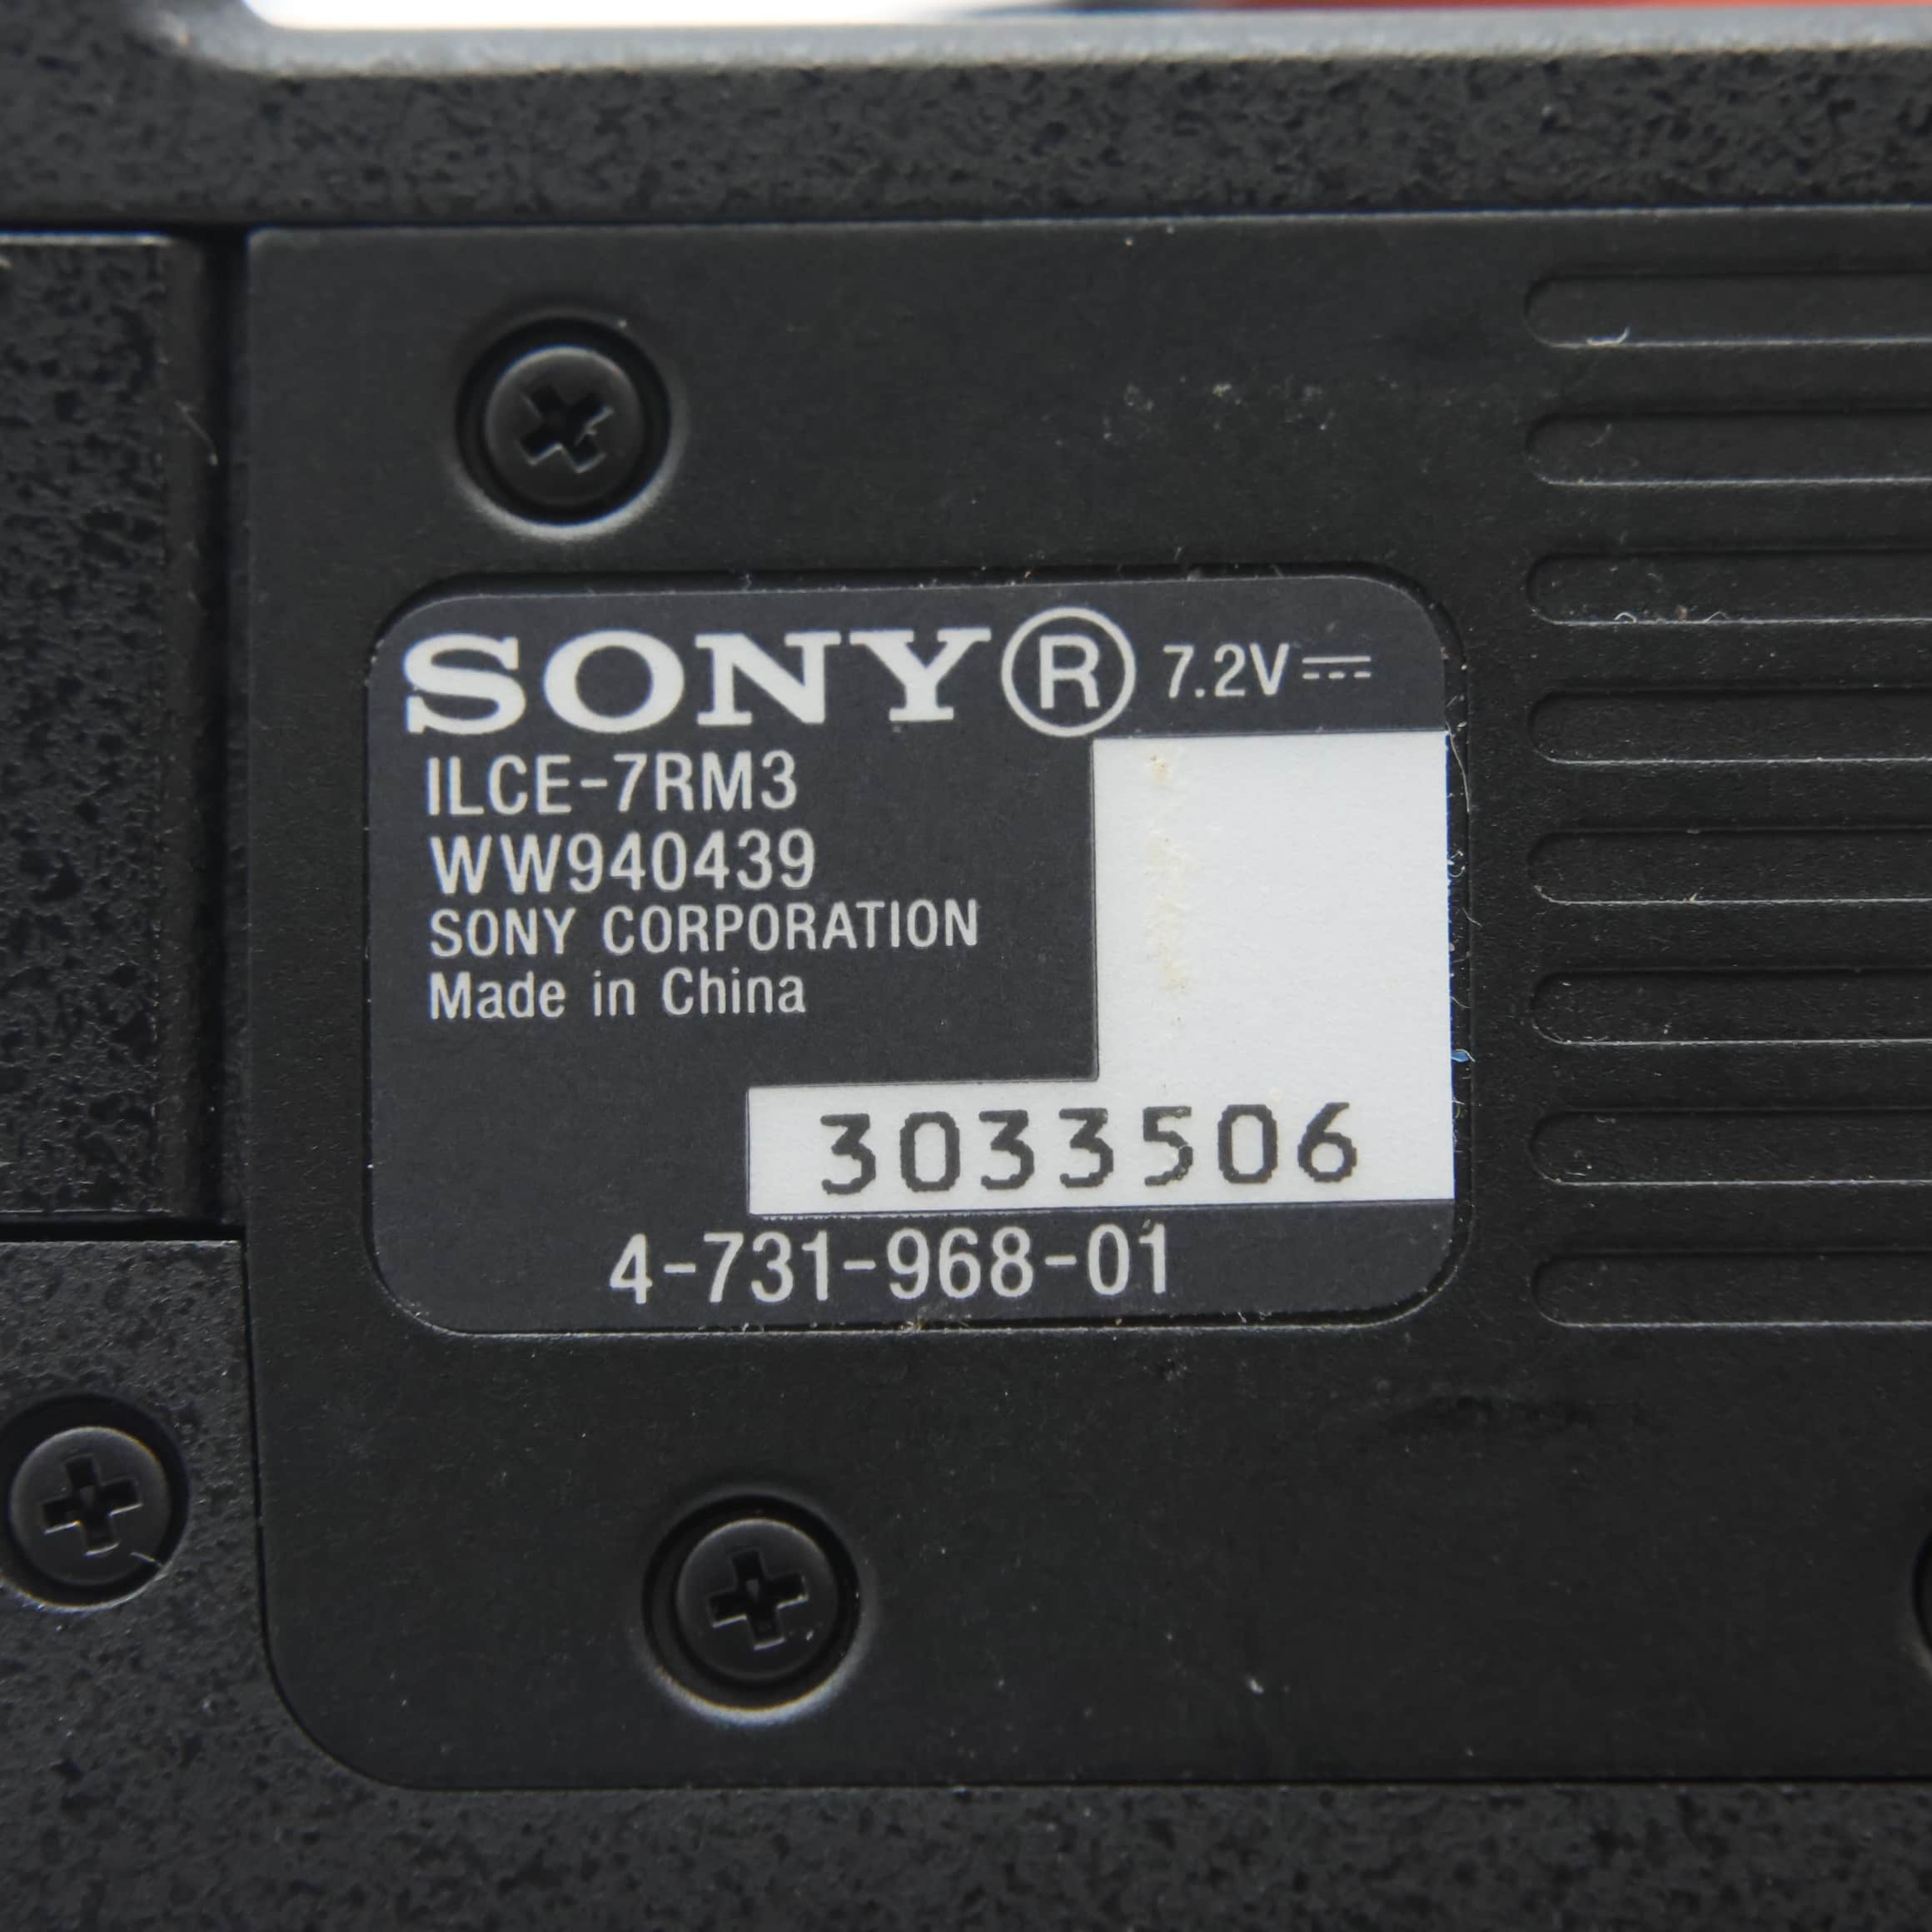 SONY® 7.2V⎓
ILCE-7RM3
WW940439
SONY CORPORATION
Made in China
3033506
4-731-968-01